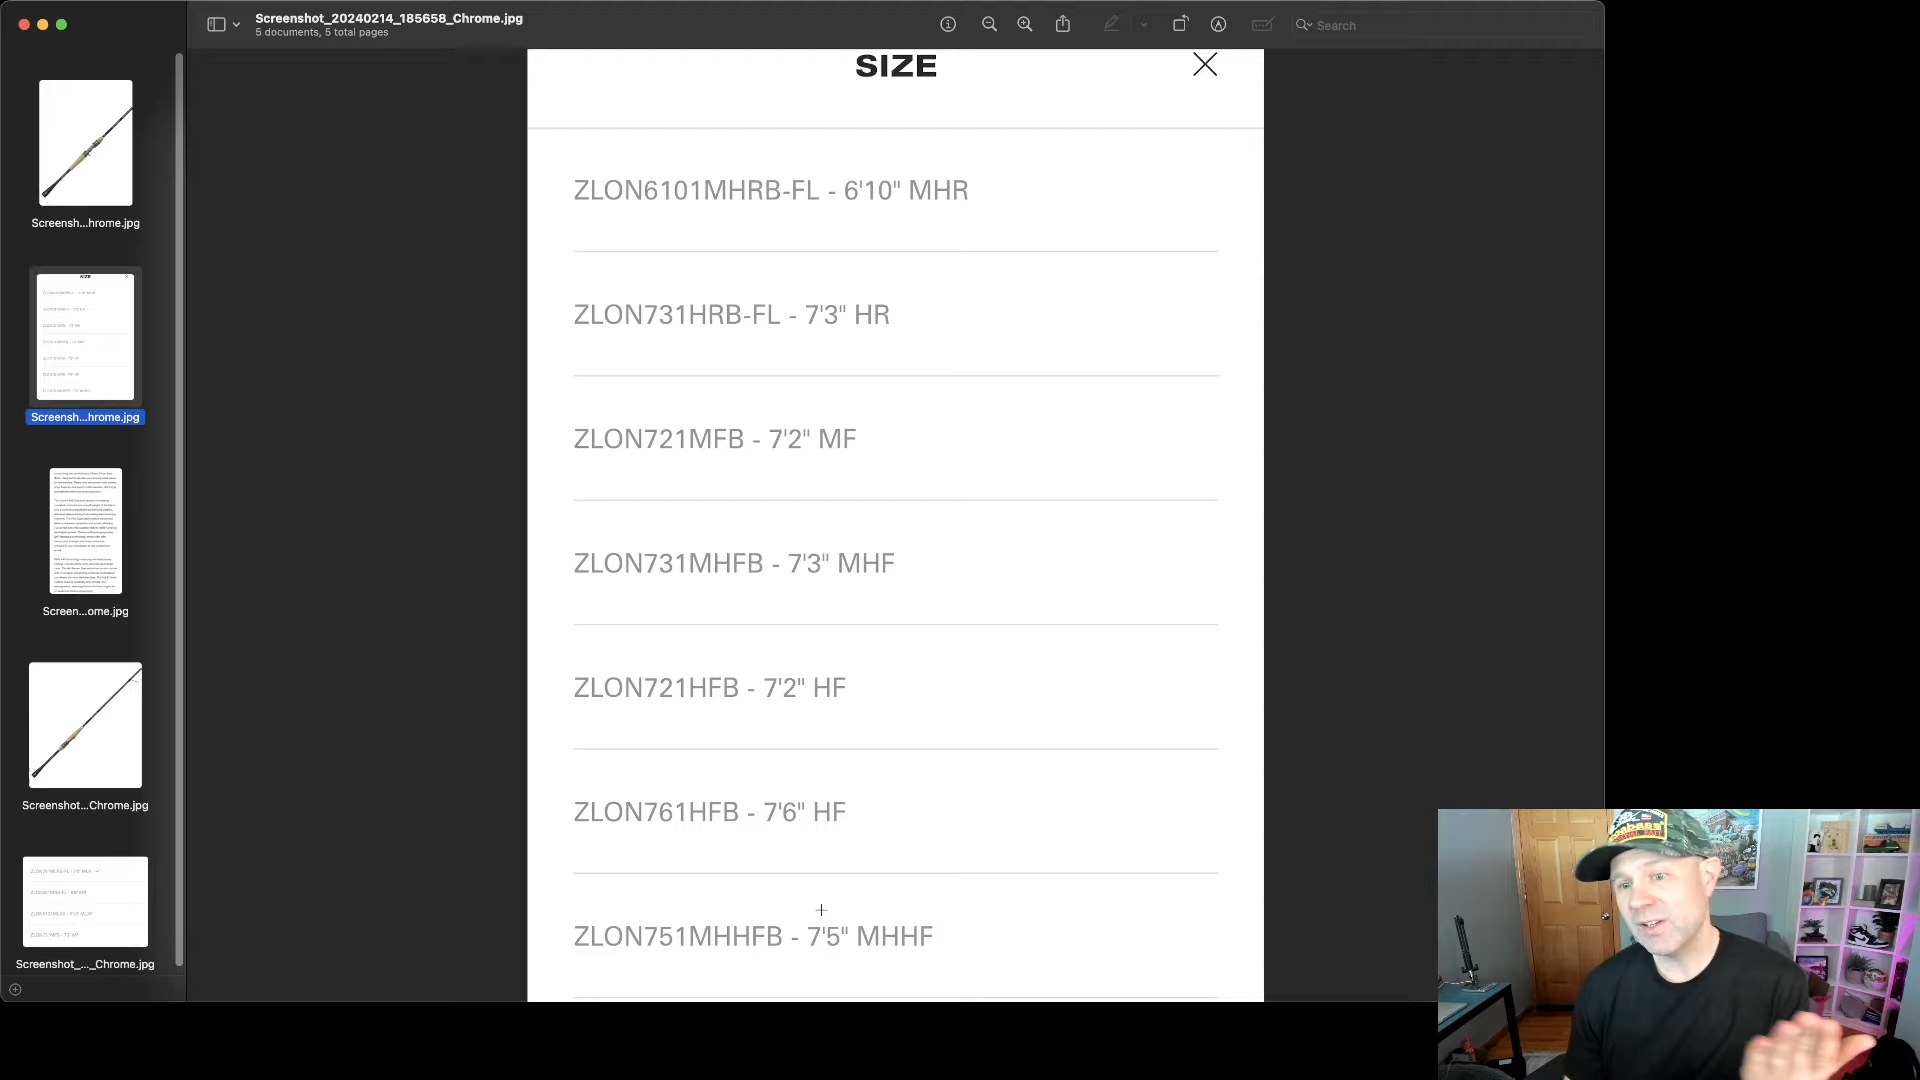 Screenshot_20240214_185658_Chrome.jpg
5 documents, 5 total pages
Search
Screensh...hrome.jpg
Screensh...hrome.jpg
Screen...ome.jpg
Screenshot...Chrome.jpg
Screenshot_..._Chrome.jpg
SIZE
ZLON6101MHRB-FL - 6'10" MHR
ZLON731HRB-FL - 7'3" HR
ZLON721MFB - 7'2" MF
ZLON731MHFB - 7'3" MHF
ZLON721HFB - 7'2" HF
ZLON761HFB - 7'6" HF
ZLON751MHHFB - 7'5" MHHF